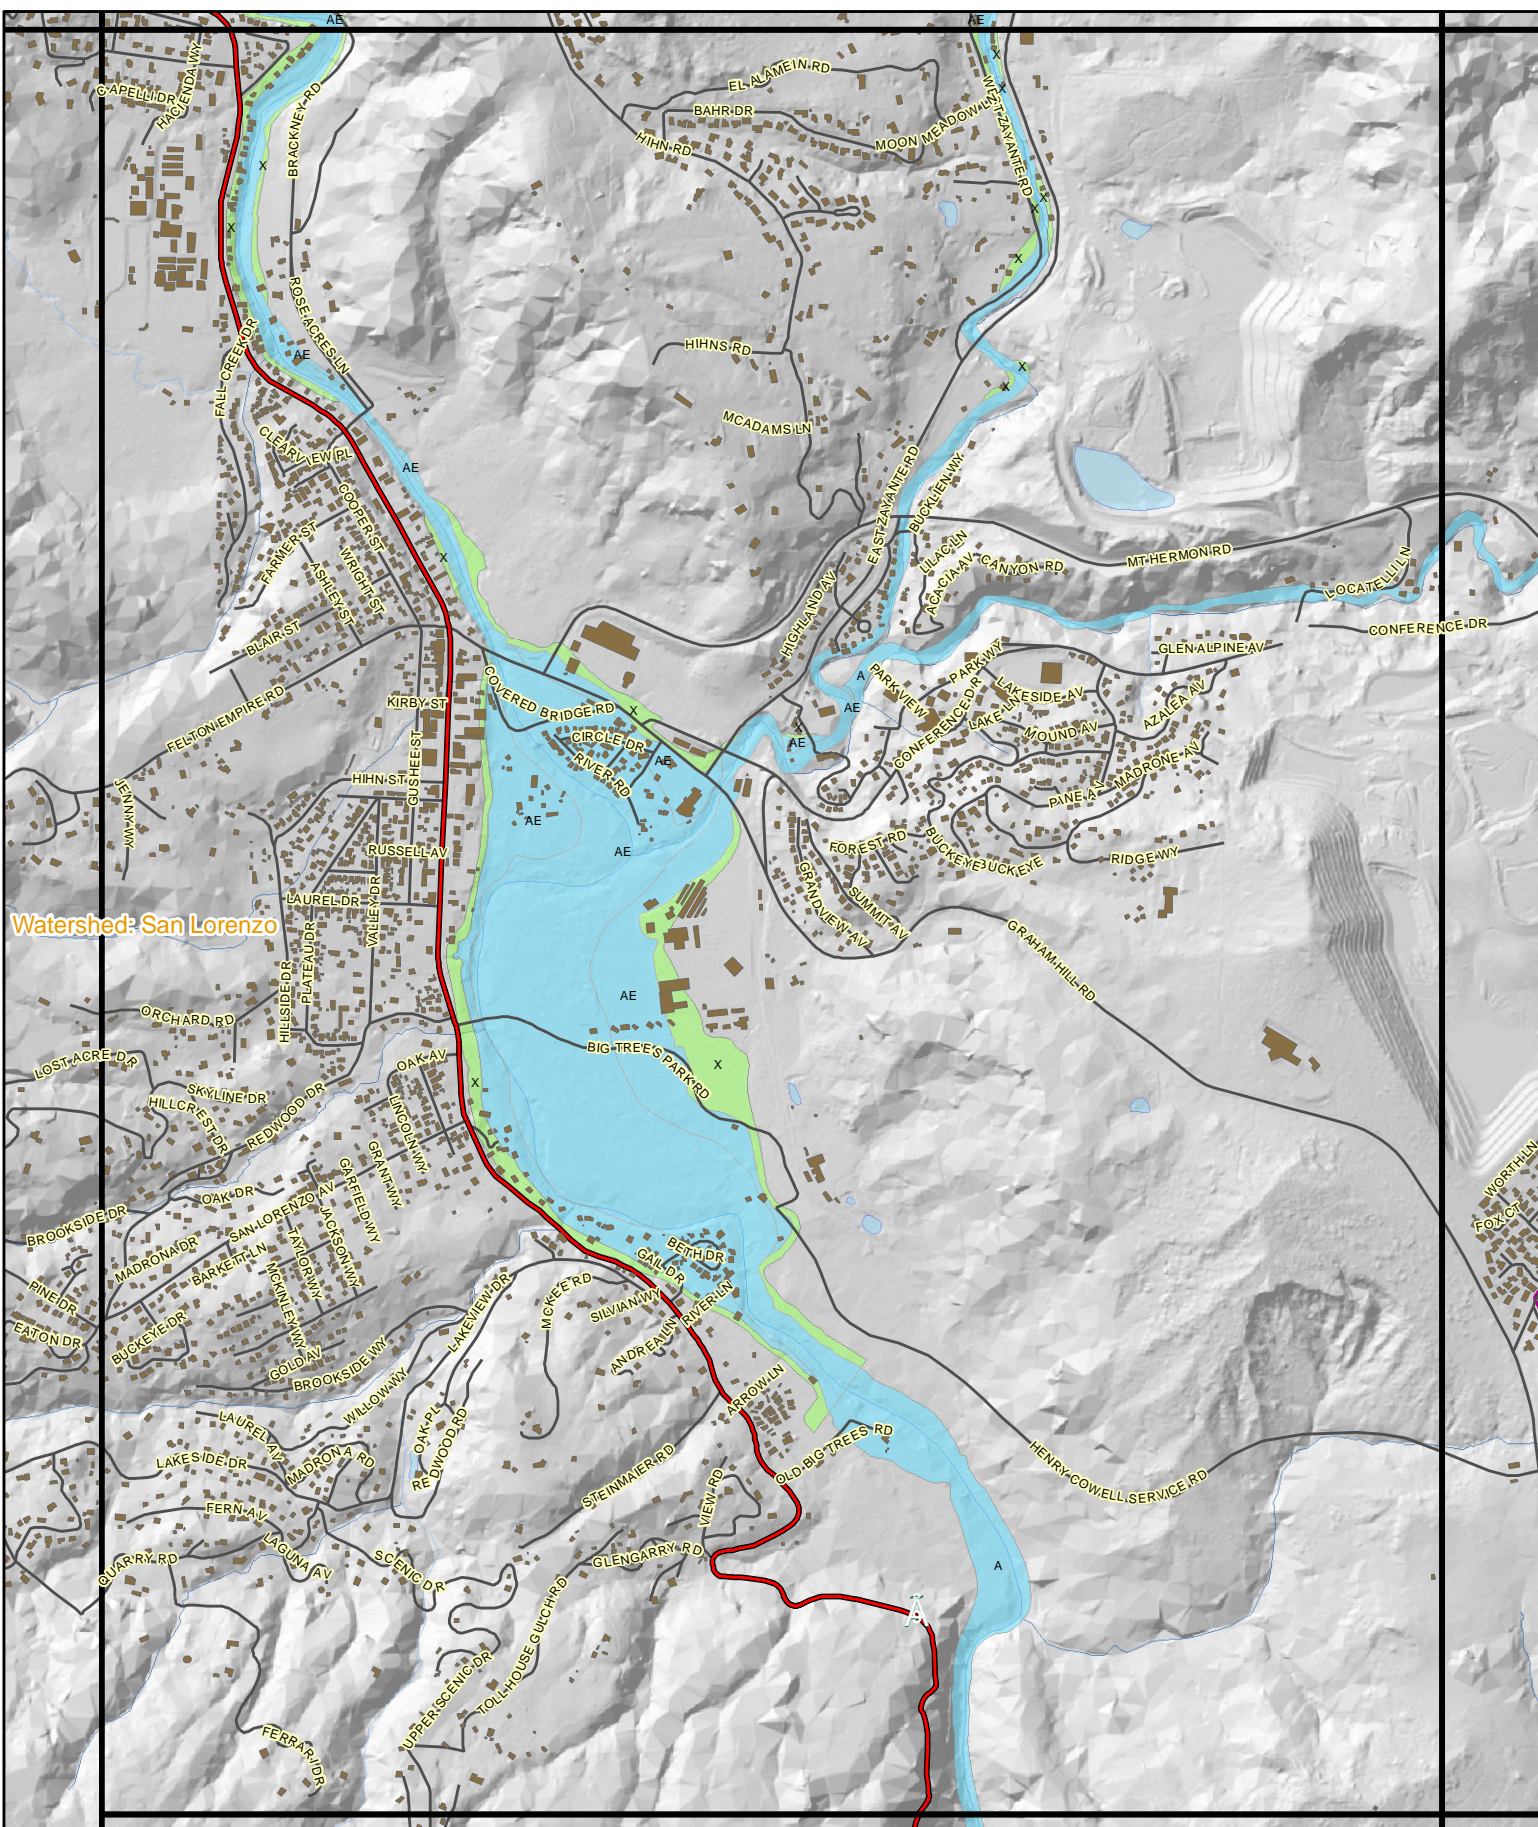 AE
AE
CAPELLI DR
HACIENDA WY
BRACKNEY RD
EL ALAMEIN RD
BAHR DR
HIHN RD
MOON MEADOW LN
WEST ZAYANTE RD
X
X
X
X
X
X
X
ROSE ACRES LN
FALL CREEK DR
AE
HIHNS RD
X
X
MCADAMS LN
CLEARVIEW PL
AE
EAST ZAYANTE RD
BUCKLIEN WY
COOPER ST
FARMER ST
WRIGHT ST
ASHLEY ST
X
LILAC LN
ACACIA AV
CANYON RD
MT HERMON RD
LOCATELLI LN
HIGHLAND AV
BLAIR ST
CONFERENCE DR
GLEN ALPINE AV
PARK WY
A
PARK VIEW
LAKESIDE AV
LAKE LN
AZALEA AV
COVERED BRIDGE RD
KIRBY ST
FELTON EMPIRE RD
X
AE
X
AE
CONFERENCE DR
MOUND AV
MADRONE AV
CIRCLE DR
AE
RIVER RD
GUSHEE ST
HIHN ST
JENNY WY
PINE AV
AE
AE
FOREST RD
BUCKEYE
BUCKEYE
RIDGE WY
RUSSELL AV
GRANDVIEW AV
SUMMIT AV
LAUREL DR
VALLEY DR
PLATEAU DR
HILLSIDE DR
Watershed: San Lorenzo
GRAHAM HILL RD
AE
ORCHARD RD
BIG TREES PARK RD
X
LOST ACRE DR
OAK AV
X
SKYLINE DR
HILLCREST DR
REDWOOD DR
LINCOLN WY
GRANT WY
GARFIELD WY
WORTH LN
FOX CT
OAK DR
SAN LORENZO AV
JACKSON WY
BROOKSIDE DR
MADRONA DR
BARKETT LN
TAYLOR WY
MCKINLEY WY
BETH DR
GAIL DR
RIVER LN
PINE DR
EATON DR
BUCKEYE DR
GOLD AV
BROOKSIDE WY
LAKEVIEW DR
MCKEE RD
SILVIAN WY
ANDREA LN
ARROW LN
WILLOW WY
LAUREL AV
OAK PL
REDWOOD RD
LAKESIDE DR
MADRONA RD
OLD BIG TREES RD
HENRY COWELL SERVICE RD
STEINMAIER RD
VIEW RD
FERN AV
LAGUNA AV
QUARRY RD
SCENIC DR
GLENGARRY RD
TOLL HOUSE GULCH RD
A
UPPER SCENIC DR
FERRARI DR